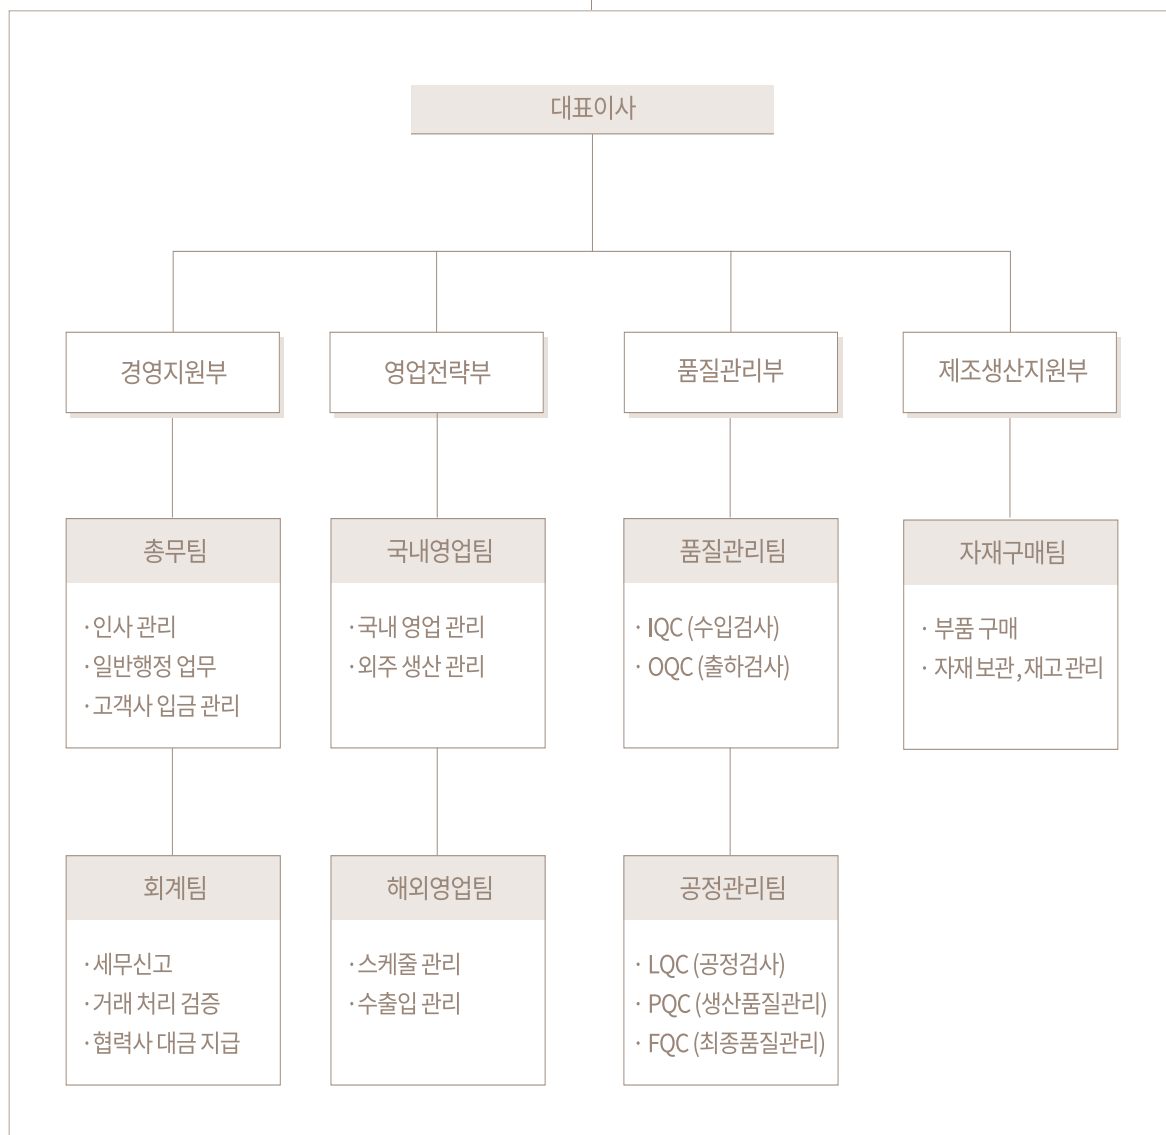 대표이사
경영지원부
영업전략부
품질관리부
제조생산지원부
총무팀
· 인사 관리
· 일반행정 업무
· 고객사 입금 관리
국내영업팀
· 국내 영업 관리
· 외주 생산 관리
품질관리팀
· IQC (수입검사)
· OQC (출하검사)
자재구매팀
· 부품 구매
· 자재 보관, 재고 관리
회계팀
· 세무신고
· 거래 처리 검증
· 협력사 대금 지급
해외영업팀
· 스케줄 관리
· 수출입 관리
공정관리팀
· LQC (공정검사)
· PQC (생산품질관리)
· FQC (최종품질관리)